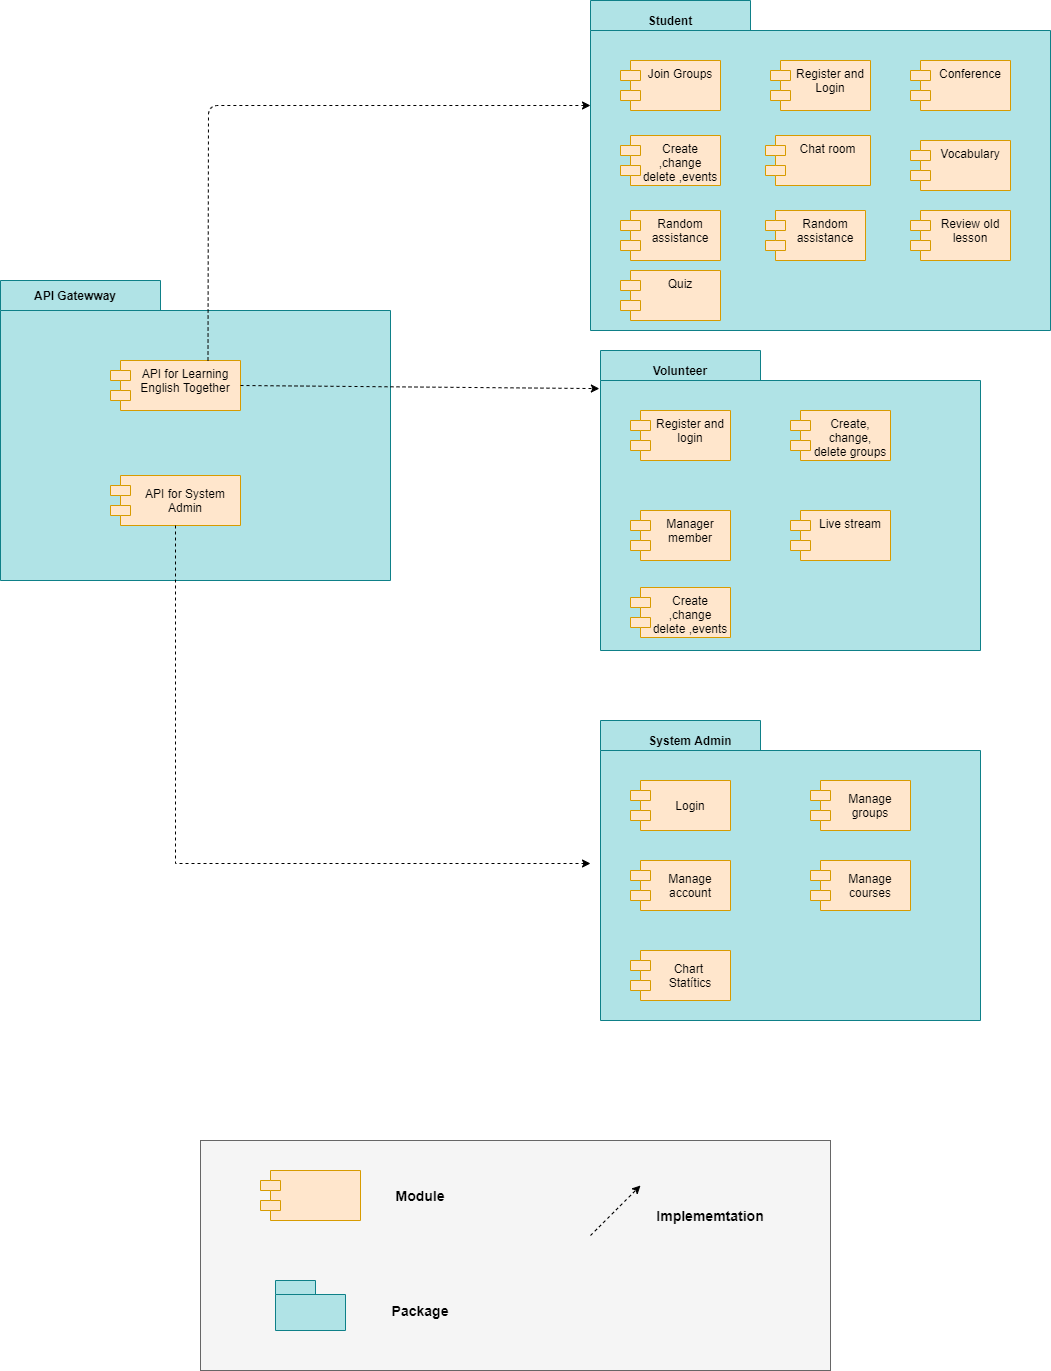 Student
Join Groups
Register and
Login
Conference
Create
,change
delete ,events
Chat room
Vocabulary
Random
assistance
Random
assistance
Review old
lesson
Quiz
API Gatewway
API for Learning
English Together
API for System
Admin
Volunteer
Register and
login
Create,
change,
delete groups
Manager
member
Live stream
Create
,change
delete ,events
System Admin
Login
Manage
groups
Manage
account
Manage
courses
Chart
Statítics
Module
Implememtation
Package